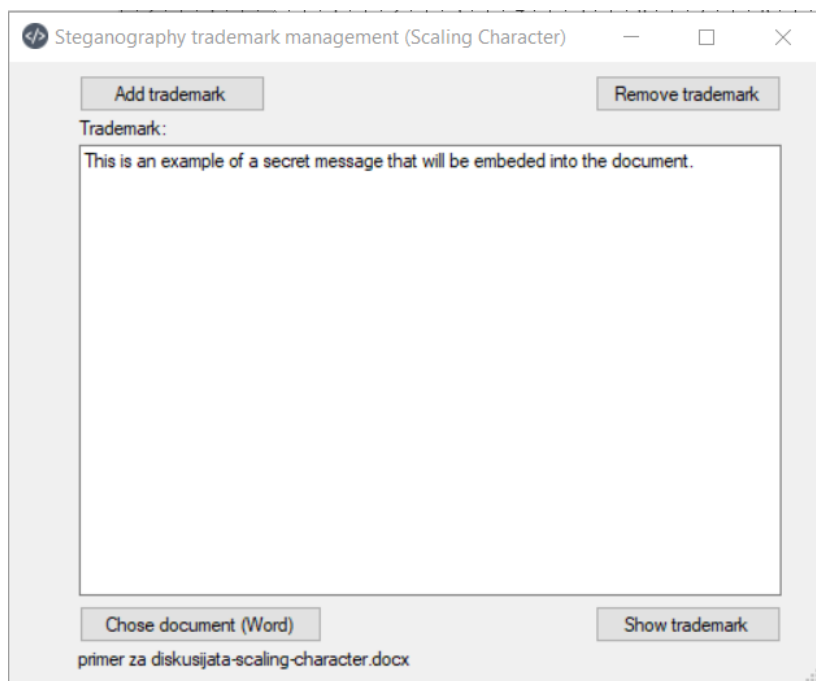 Steganography trademark management (Scaling Character)
Add trademark
Remove trademark
Trademark:
This is an example of a secret message that will be embeded into the document.
Chose document (Word)
Show trademark
primer za diskusijata-scaling-character.docx